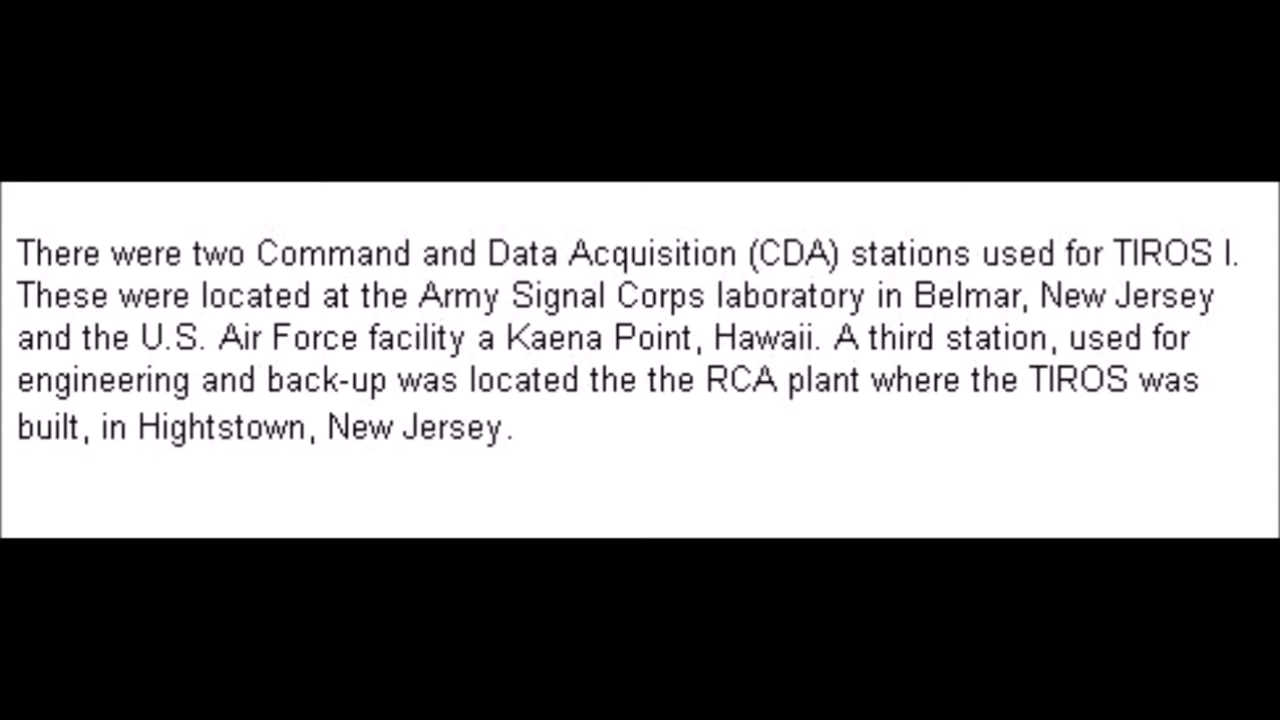 There were two Command and Data Acquisition (CDA) stations used for TIROS I.
These were located at the Army Signal Corps laboratory in Belmar, New Jersey
and the U.S. Air Force facility a Kaena Point, Hawaii. A third station, used for
engineering and back-up was located the the RCA plant where the TIROS was
built, in Hightstown, New Jersey.